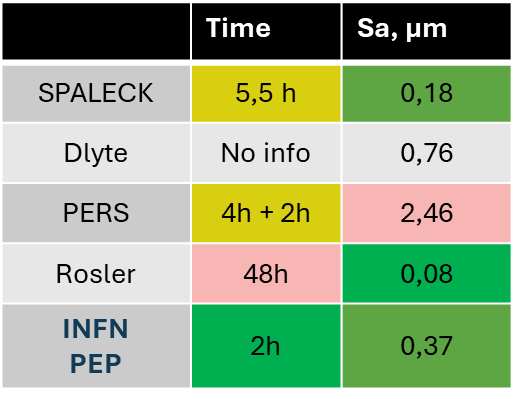 Time Sa, µm
SPALECK 5,5 h 0,18
Dlyte No info 0,76
PERS 4h + 2h 2,46
Rosler 48h 0,08
INFN
PEP 2h 0,37